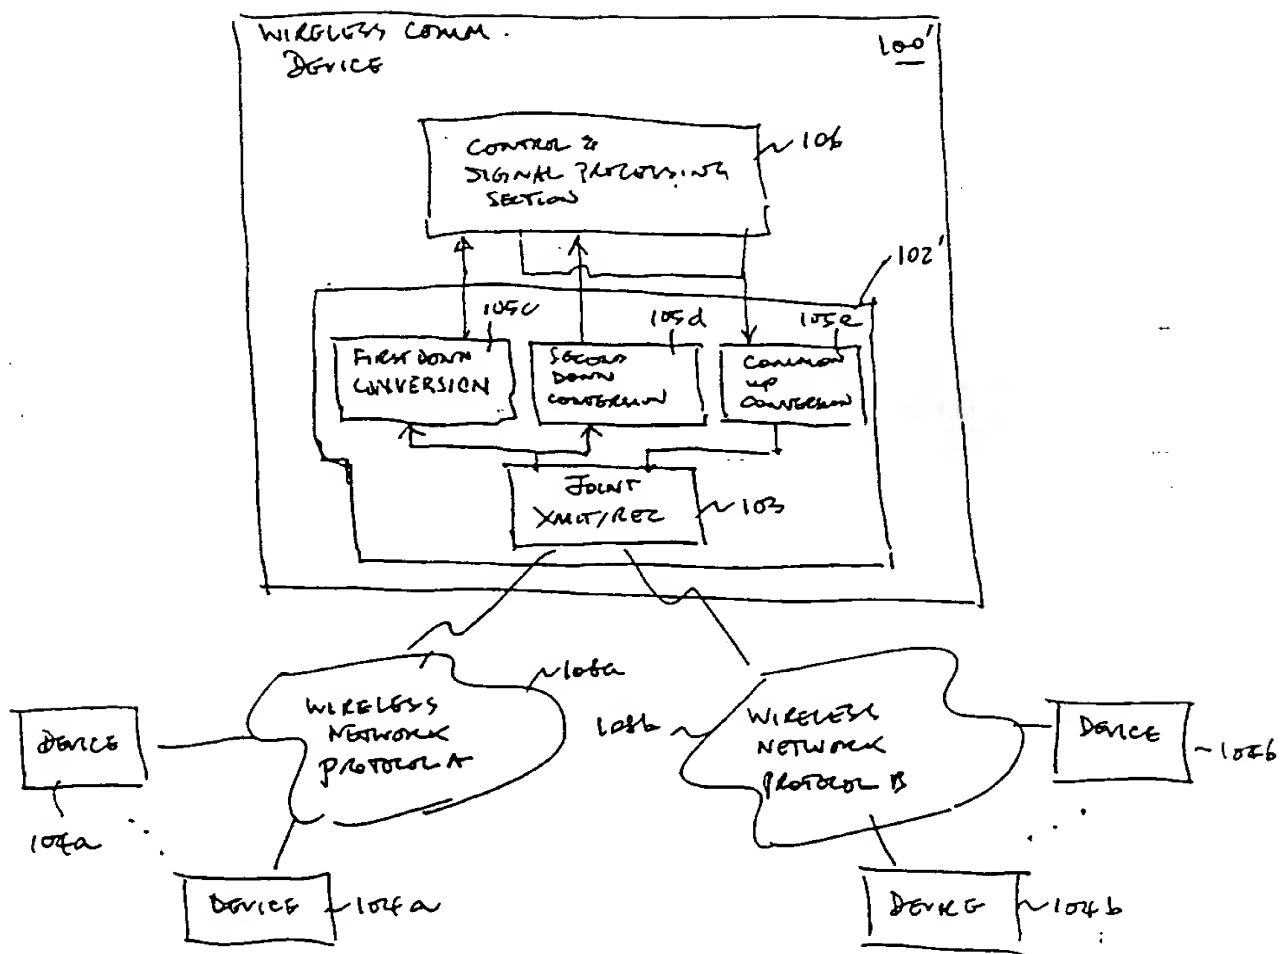 WIRELESS COMM.
DEVICE
100'
CONTROL &
SIGNAL PROCESSING
SECTION
106
102'
105c
105d
105e
FIRST DOWN
CONVERSION
SECOND
DOWN
CONVERSION
COMMON
UP
CONVERSION
JOINT
XMIT/REC
103
108a
WIRELESS
NETWORK
PROTOCOL A
108b
WIRELESS
NETWORK
PROTOCOL B
DEVICE
104a
DEVICE
104b
DEVICE
104a
DEVICE
104b